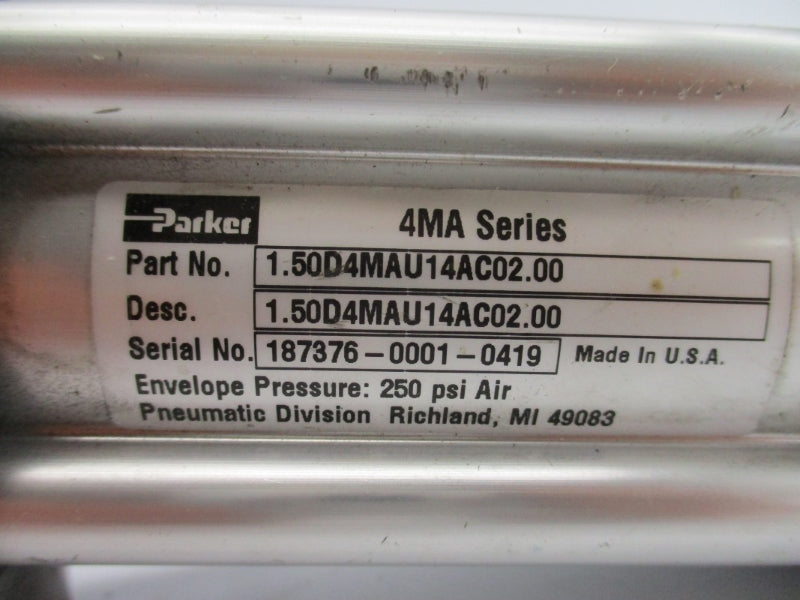 Parker
4MA Series
Part No. 1.50D4MAU14AC02.00
Desc. 1.50D4MAU14AC02.00
Serial No. 187376-0001-0419 Made In U.S.A.
Envelope Pressure: 250 psi Air
Pneumatic Division Richland, MI 49083